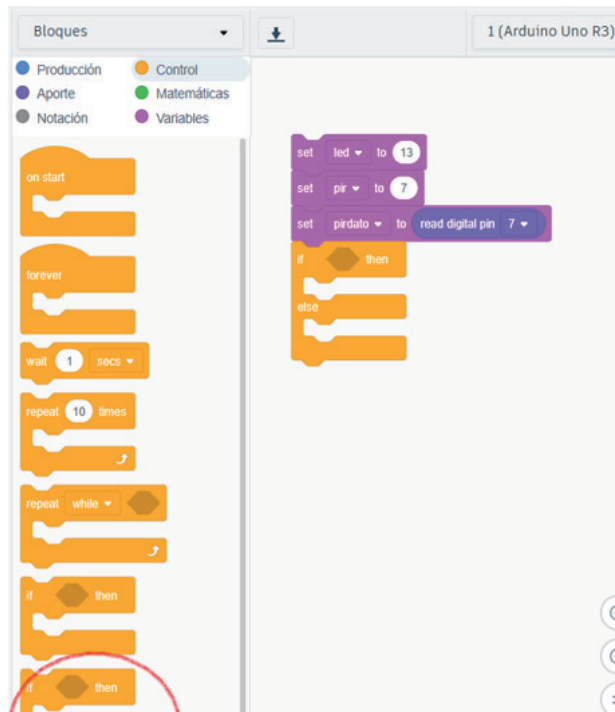 Bloques
1 (Arduino Uno R3)
Producción Control
Aporte Matemáticas
Notación Variables
on start
forever
wait 1 secs
repeat 10 times
repeat while
if then
if then
set led to 13
set pir to 7
set pirdato to read digital pin 7
if then
else